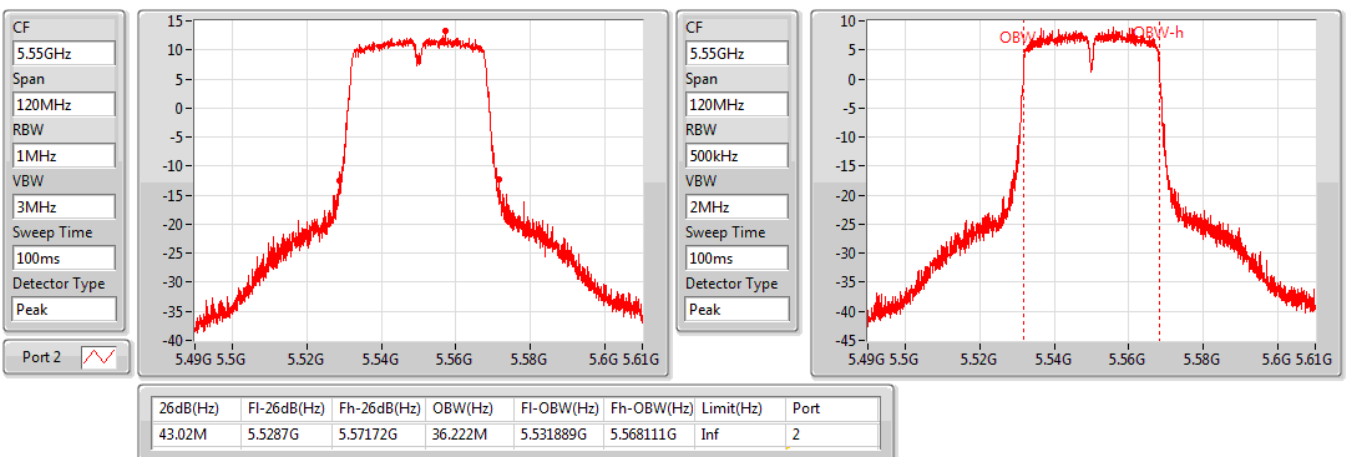 CF
5.55GHz
Span
120MHz
RBW
1MHz
VBW
3MHz
Sweep Time
100ms
Detector Type
Peak
Port 2
15
10
5
0
-5
-10
-15
-20
-25
-30
-35
-40
5.49G 5.5G 5.52G 5.54G 5.56G 5.58G 5.6G 5.61G
CF
5.55GHz
Span
120MHz
RBW
500kHz
VBW
2MHz
Sweep Time
100ms
Detector Type
Peak
10
5
0
-5
-10
-15
-20
-25
-30
-35
-40
-45
OBW-h
5.49G 5.5G 5.52G 5.54G 5.56G 5.58G 5.6G 5.61G
26dB(Hz) Fl-26dB(Hz) Fh-26dB(Hz) OBW(Hz) Fl-OBW(Hz) Fh-OBW(Hz) Limit(Hz) Port
43.02M 5.5287G 5.57172G 36.222M 5.531889G 5.568111G Inf 2